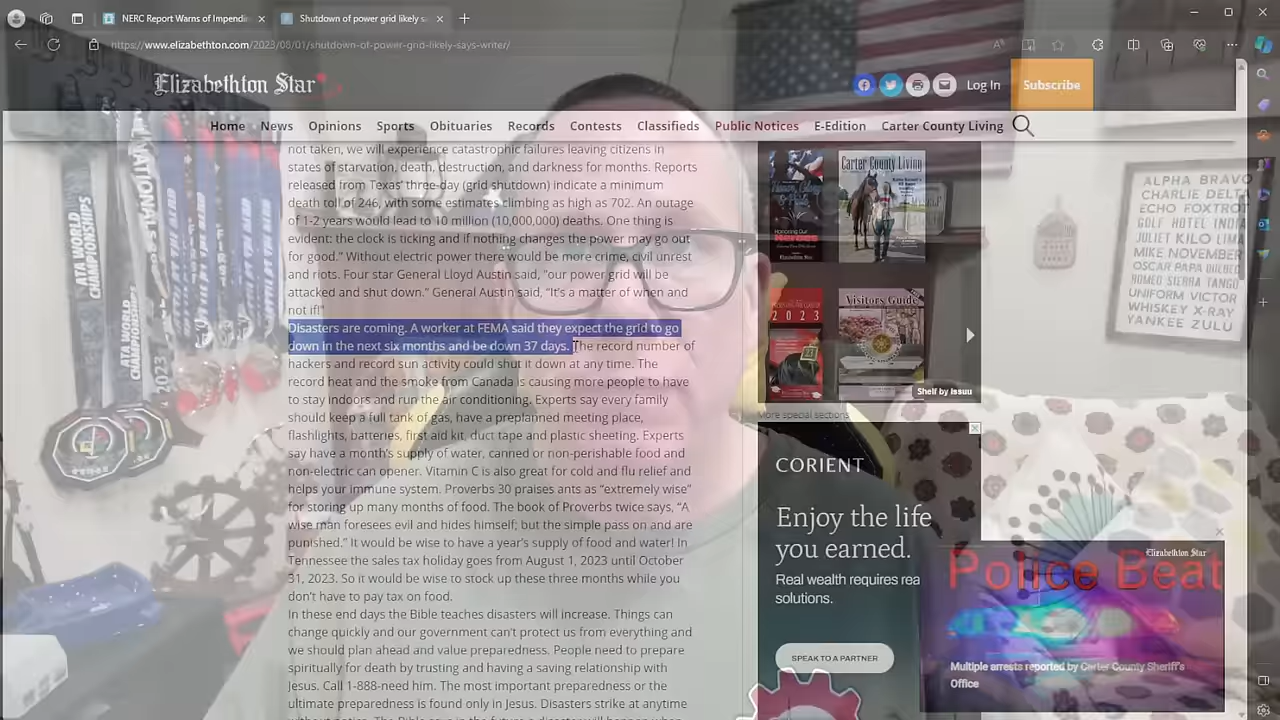 NERC Report Warns of Impendin
Shutdown of power grid likely sa
https://www.elizabethton.com/2023/08/01/shutdown-of-power-grid-likely-says-writer/
Elizabethton Star
Log In
Subscribe
Home News Opinions Sports Obituaries Records Contests Classifieds Public Notices E-Edition Carter County Living
not taken, we will experience catastrophic failures leaving citizens in
states of starvation, death, destruction, and darkness for months. Reports
released from Texas' three-day (grid shutdown) indicate a minimum
death toll of 246, with some estimates climbing as high as 702. An outage
of 1-2 years would lead to 10 million (10,000,000) deaths. One thing is
evident: the clock is ticking and if nothing changes the power may go out
for good.” Without electric power there would be more crime, civil unrest
and riots. Four star General Lloyd Austin said, “our power grid will be
attacked and shut down.” General Austin said, “It's a matter of when and
not if!”
Disasters are coming. A worker at FEMA said they expect the grid to go
down in the next six months and be down 37 days. The record number of
hackers and record sun activity could shut it down at any time. The
record heat and the smoke from Canada is causing more people to have
to stay indoors and run the air conditioning. Experts say every family
should keep a full tank of gas, have a preplanned meeting place,
flashlights, batteries, first aid kit, duct tape and plastic sheeting. Experts
say have a month's supply of water, canned or non-perishable food and
non-electric can opener. Vitamin C is also great for cold and flu relief and
helps your immune system. Proverbs 30 praises ants as “extremely wise”
for storing up many months of food. The book of Proverbs twice says, “A
wise man foresees evil and hides himself, but the simple pass on and are
punished.” It would be wise to have a year's supply of food and water! In
Tennessee the sales tax holiday goes from August 1, 2023 until October
31, 2023. So it would be wise to stock up these three months while you
don't have to pay tax on food.
In these end days the Bible teaches disasters will increase. Things can
change quickly and our government can't protect us from everything and
we should plan ahead and value preparedness. People need to prepare
spiritually for death by trusting and having a saving relationship with
Jesus. Call 1-888-need him. The most important preparedness or the
ultimate preparedness is found only in Jesus. Disasters strike at anytime
Carter County Living
Visitors Guide
2023
Shelf by Issuu
More special sections
CORIENT
Enjoy the life
you earned.
Real wealth requires rea
solutions.
SPEAK TO A PARTNER
Elizabethton Star
Police Beat
Multiple arrests reported by Carter County Sheriff's
Office
ATA WORLD
CHAMPIONSHIPS
ATA WORLD
CHAMPIONSHIPS
2023
NATIONALS
ALPHA BRAVO
CHARLIE DELTA
ECHO FOXTROT
GOLF HOTEL INDIA
JULIET KILO LIMA
MIKE NOVEMBER
OSCAR PAPA QUEBEC
ROMEO SIERRA TANGO
UNIFORM VICTOR
WHISKEY X-RAY
YANKEE ZULU